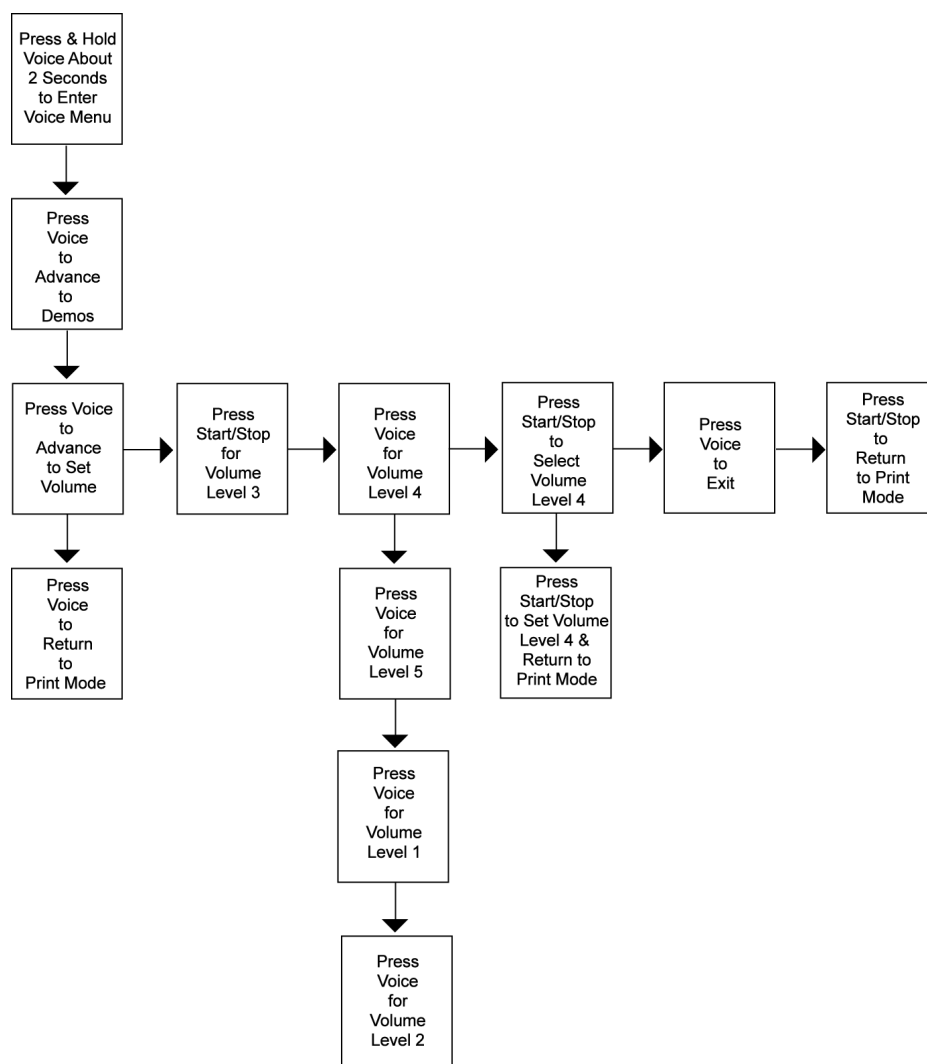 Press & Hold
Voice About
2 Seconds
to Enter
Voice Menu
Press
Voice
to
Advance
to
Demos
Press Voice
to
Advance
to Set
Volume
Press
Start/Stop
for
Volume
Level 3
Press
Voice
for
Volume
Level 4
Press
Start/Stop
to
Select
Volume
Level 4
Press
Voice
to
Exit
Press
Start/Stop
to
Return
to Print
Mode
Press
Voice
to
Return
to
Print Mode
Press
Voice
for
Volume
Level 5
Press
Start/Stop
to Set Volume
Level 4 &
Return to
Print Mode
Press
Voice
for
Volume
Level 1
Press
Voice
for
Volume
Level 2